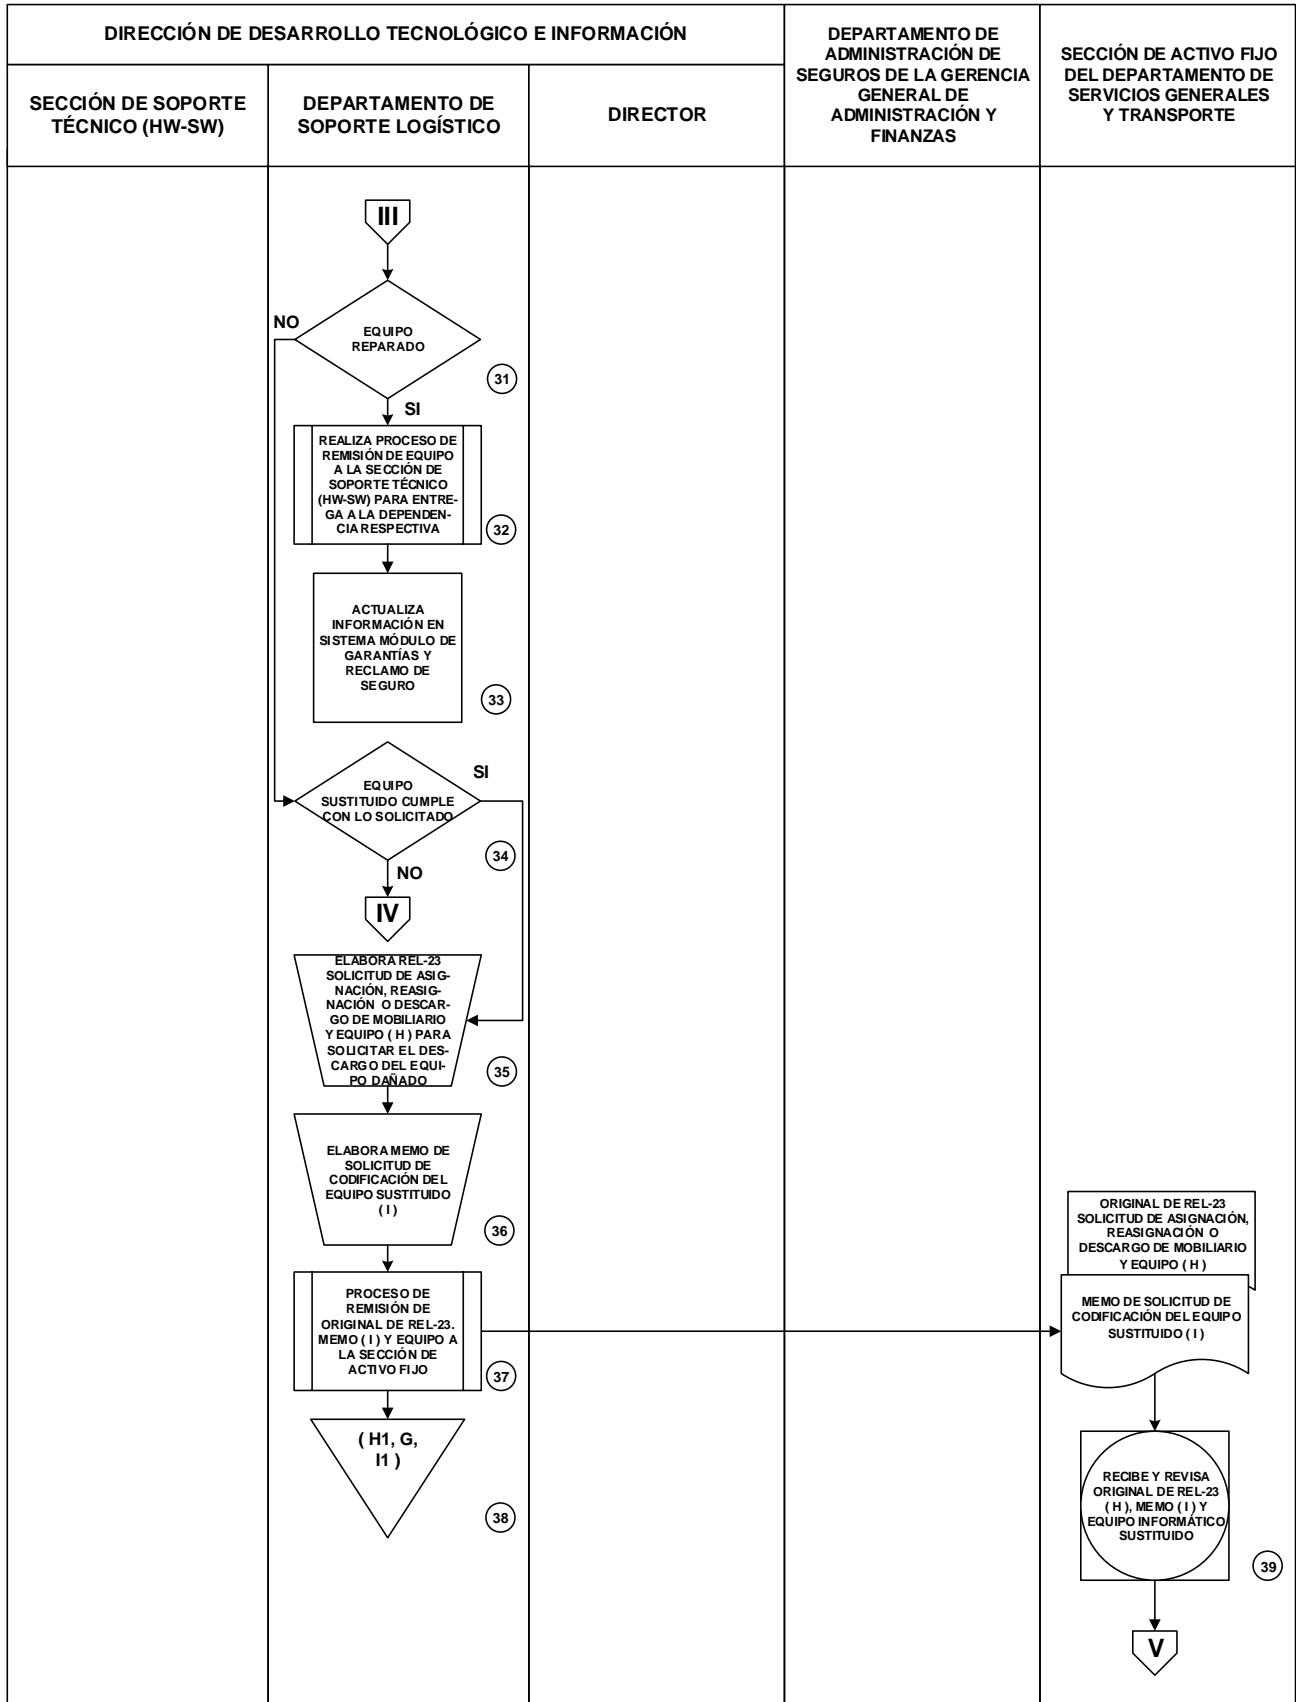 DIRECCIÓN DE DESARROLLO TECNOLÓGICO E INFORMACIÓN
SECCIÓN DE SOPORTE
TÉCNICO (HW-SW)
DEPARTAMENTO DE
SOPORTE LOGÍSTICO
DIRECTOR
DEPARTAMENTO DE
ADMINISTRACIÓN DE
SEGUROS DE LA GERENCIA
GENERAL DE
ADMINISTRACIÓN Y
FINANZAS
SECCIÓN DE ACTIVO FIJO
DEL DEPARTAMENTO DE
SERVICIOS GENERALES
Y TRANSPORTE
III
EQUIPO
REPARADO
NO
31
SI
REALIZA PROCESO DE
REMISIÓN DE EQUIPO
A LA SECCIÓN DE
SOPORTE TÉCNICO
(HW-SW) PARA ENTRE-
GA A LA DEPENDEN-
CIA RESPECTIVA
32
ACTUALIZA
INFORMACIÓN EN
SISTEMA MÓDULO DE
GARANTÍAS Y
RECLAMO DE
SEGURO
33
EQUIPO
SUSTITUIDO CUMPLE
CON LO SOLICITADO
SI
34
NO
IV
ELABORA REL-23
SOLICITUD DE ASIG-
NACIÓN, REASIG-
NACIÓN O DESCAR-
GO DE MOBILIARIO
Y EQUIPO ( H ) PARA
SOLICITAR EL DES-
CARGO DEL EQUI-
PO DAÑADO
35
ELABORA MEMO DE
SOLICITUD DE
CODIFICACIÓN DEL
EQUIPO SUSTITUIDO
( I )
36
PROCESO DE
REMISIÓN DE
ORIGINAL DE REL-23.
MEMO ( I ) Y EQUIPO A
LA SECCIÓN DE
ACTIVO FIJO
37
( H1, G,
I1 )
38
ORIGINAL DE REL-23
SOLICITUD DE ASIGNACIÓN,
REASIGNACIÓN O
DESCARGO DE MOBILIARIO
Y EQUIPO ( H )
MEMO DE SOLICITUD DE
CODIFICACIÓN DEL EQUIPO
SUSTITUIDO ( I )
RECIBE Y REVISA
ORIGINAL DE REL-23
( H ), MEMO ( I ) Y
EQUIPO INFORMÁTICO
SUSTITUIDO
39
V